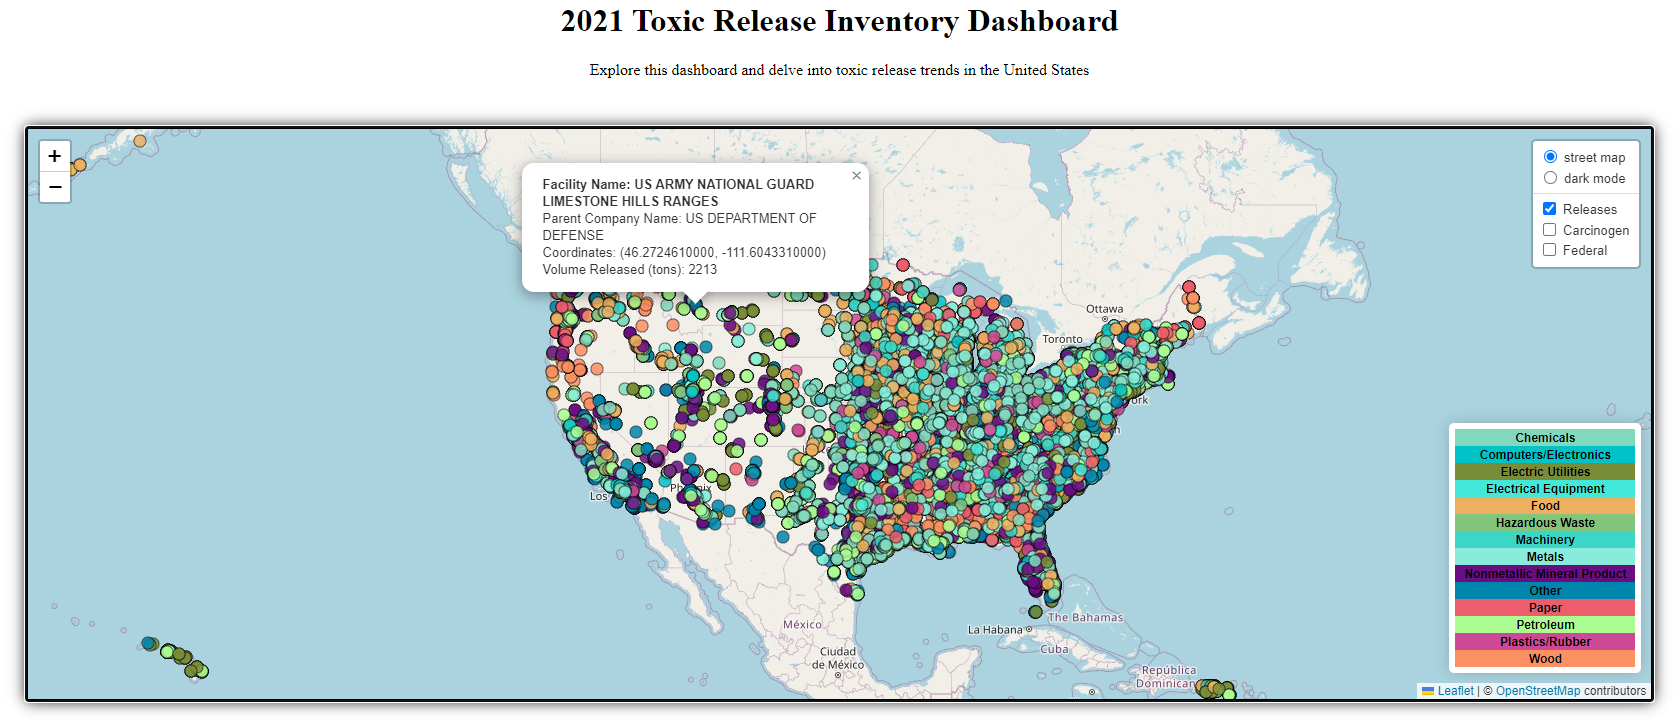 2021 Toxic Release Inventory Dashboard
Explore this dashboard and delve into toxic release trends in the United States
+
−
×
Facility Name: US ARMY NATIONAL GUARD
LIMESTONE HILLS RANGES
Parent Company Name: US DEPARTMENT OF
DEFENSE
Coordinates: (46.2724610000, -111.6043310000)
Volume Released (tons): 2213
street map
dark mode
Releases
Carcinogen
Federal
Ottawa
Toronto
Los
La Habana
The Bahamas
Cuba
México
Ciudad
de México
República
Dominican
Chemicals
Computers/Electronics
Electric Utilities
Electrical Equipment
Food
Hazardous Waste
Machinery
Metals
Nonmetallic Mineral Product
Other
Paper
Petroleum
Plastics/Rubber
Wood
Leaflet | © OpenStreetMap contributors